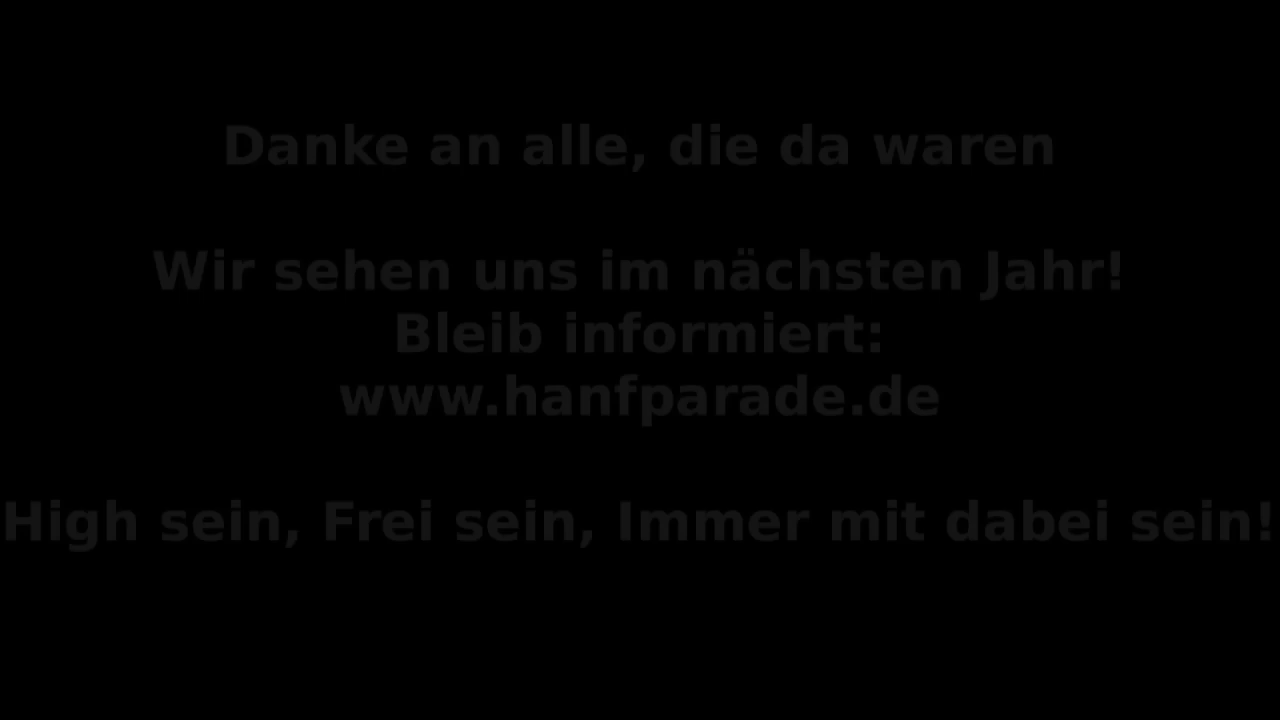 Danke an alle, die da waren
Wir sehen uns im nächsten Jahr!
Bleib informiert:
www.hanfparade.de
High sein, Frei sein, Immer mit dabei sein!